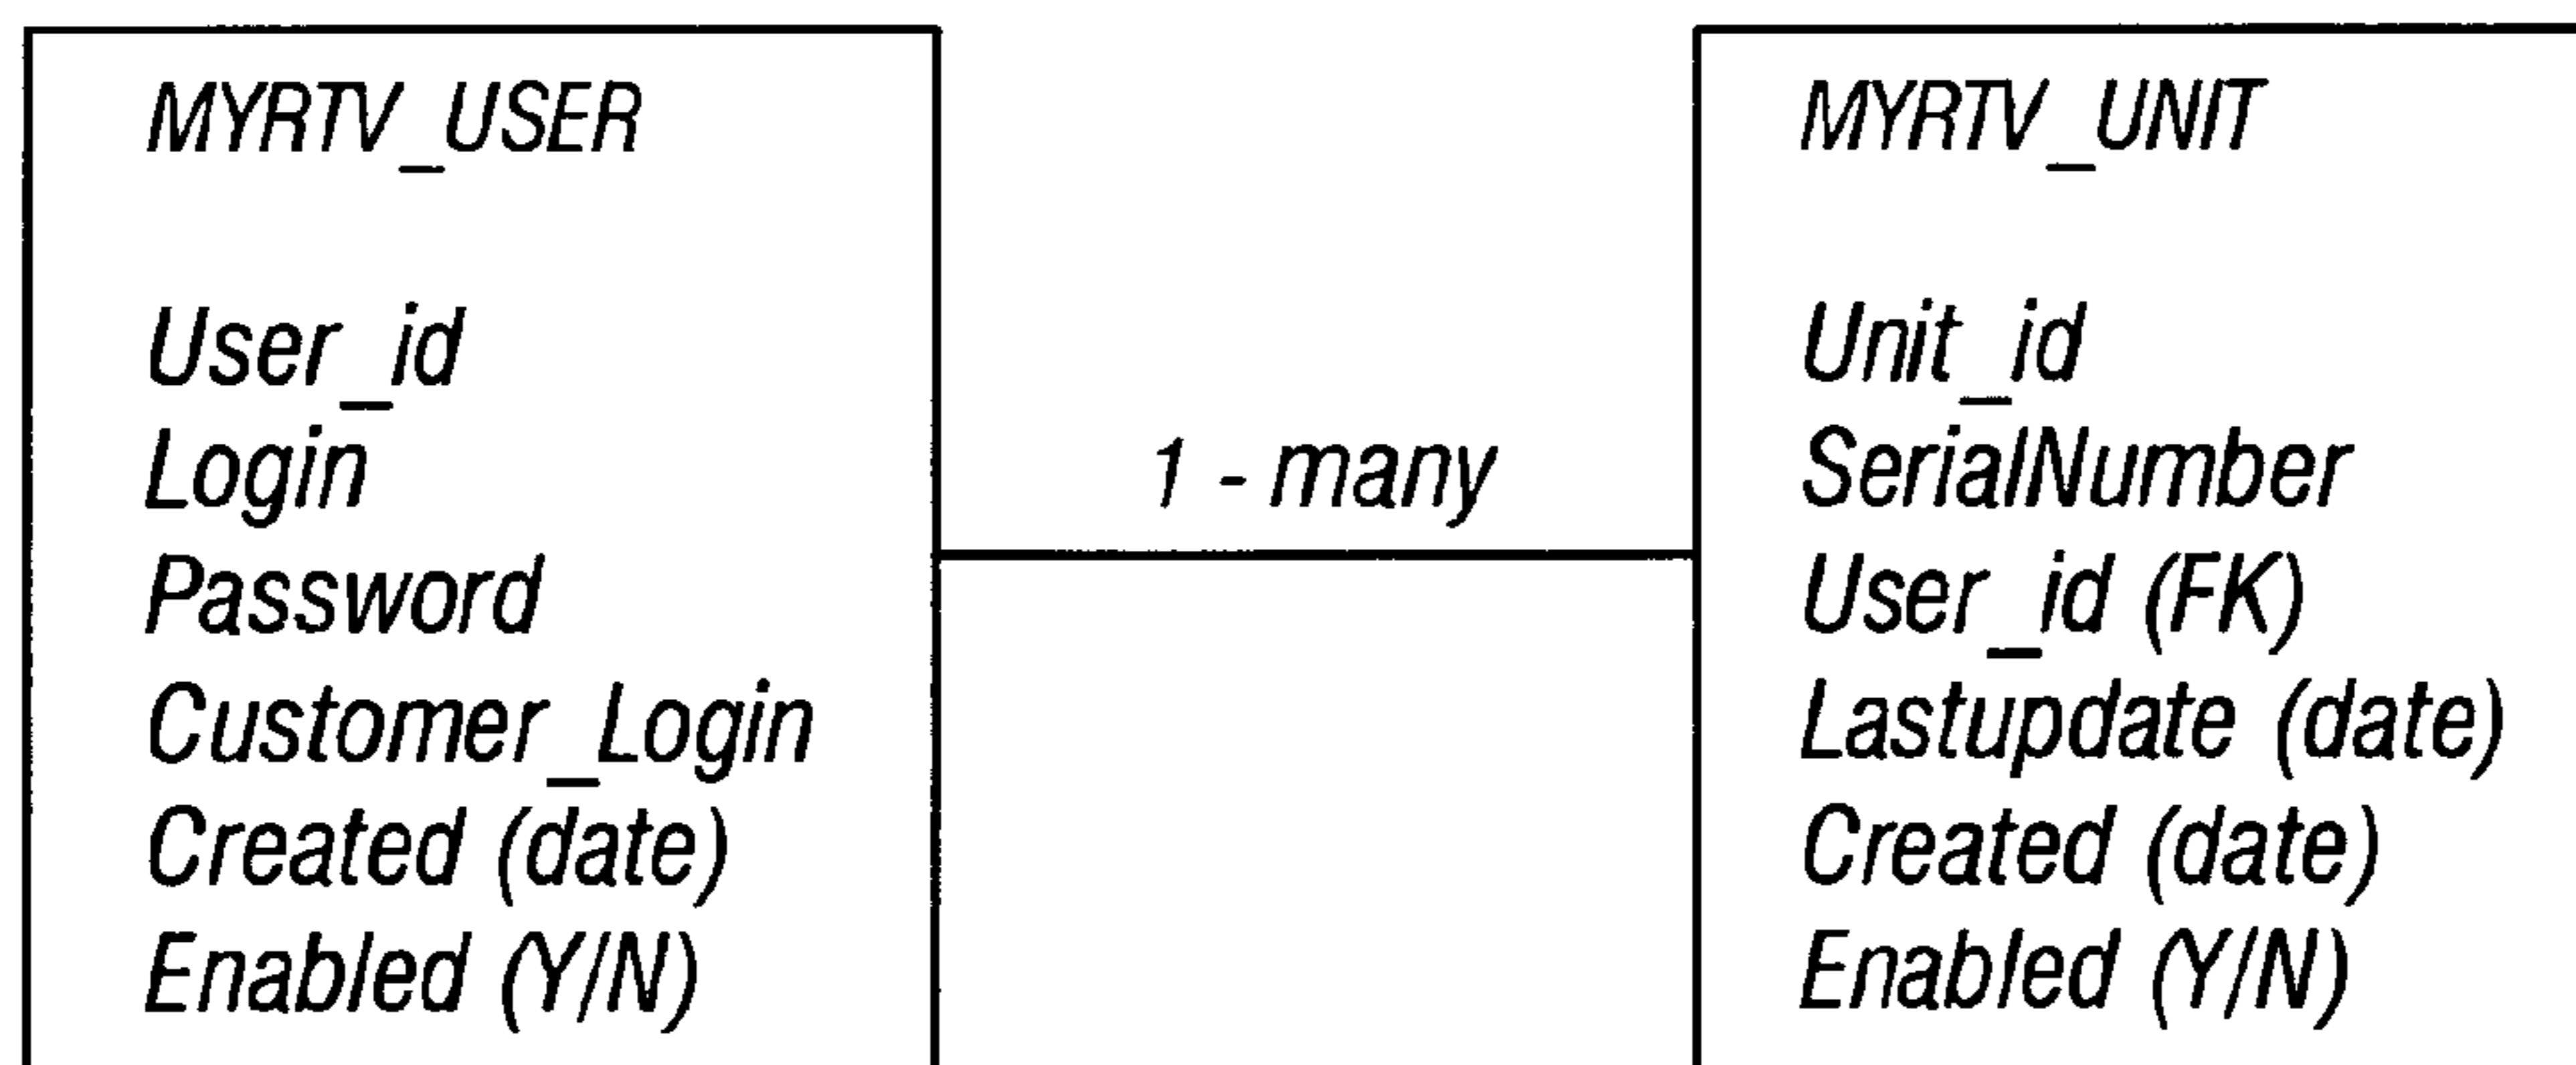 MYRTV_USER
User_id
Login
Password
Customer_Login
Created (date)
Enabled (Y/N)
1 - many
MYRTV_UNIT
Unit_id
SerialNumber
User_id (FK)
Lastupdate (date)
Created (date)
Enabled (Y/N)